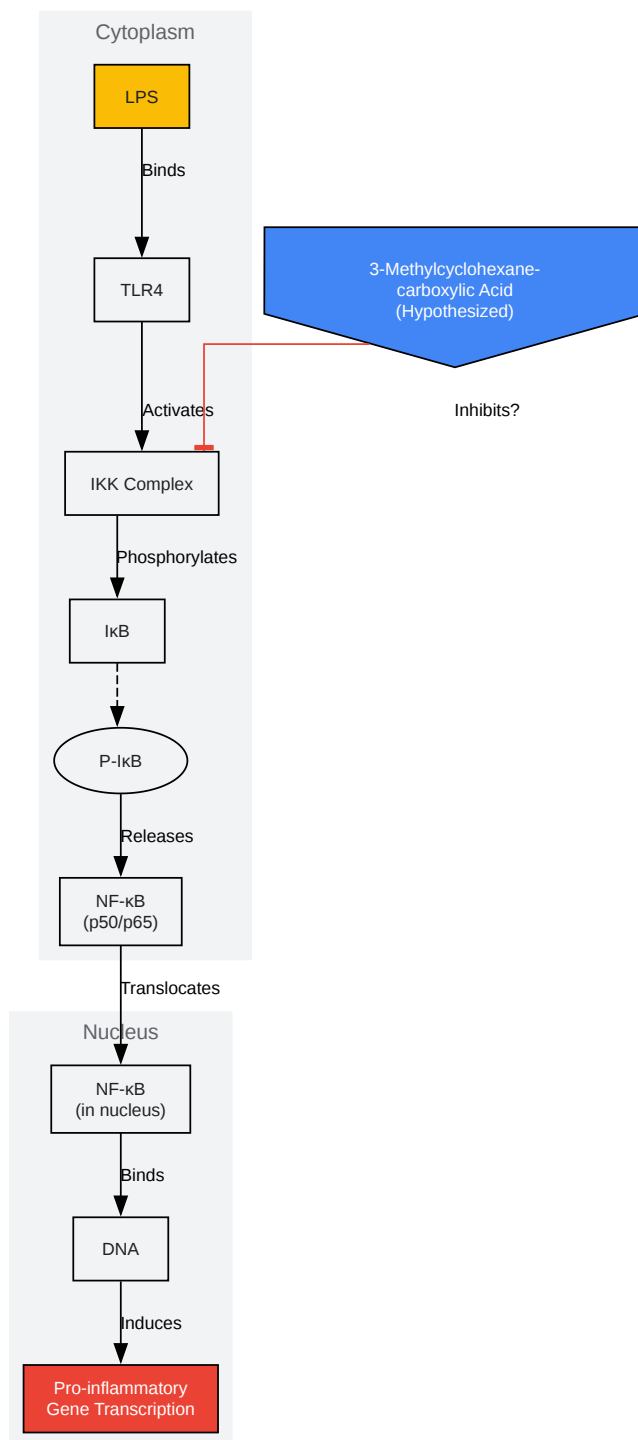 Cytoplasm
LPS
Binds
3-Methylcyclohexane-
carboxylic Acid
(Hypothesized)
TLR4
Activates
Inhibits?
IKK Complex
Phosphorylates
IκB
P-IκB
Releases
NF-κB
(p50/p65)
Translocates
Nucleus
NF-κB
(in nucleus)
Binds
DNA
Induces
Pro-inflammatory
Gene Transcription